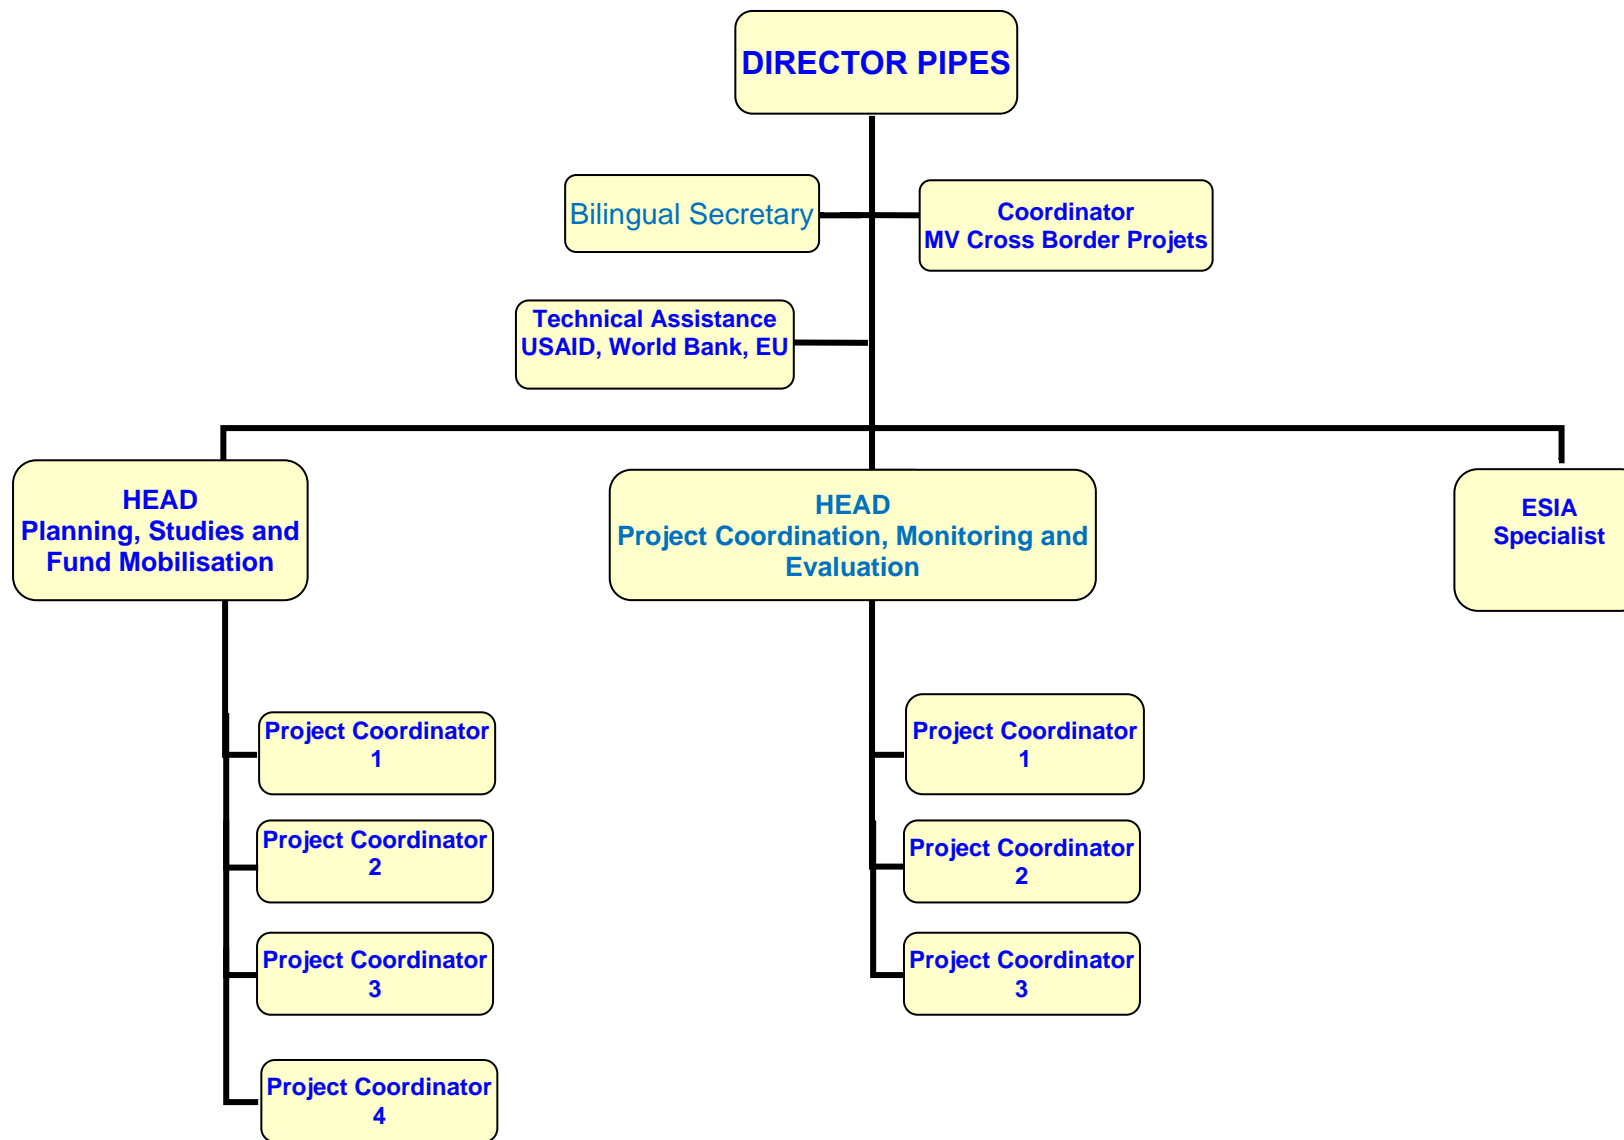 DIRECTOR PIPES
Bilingual Secretary
Coordinator
MV Cross Border Projets
Technical Assistance
USAID, World Bank, EU
HEAD
Planning, Studies and
Fund Mobilisation
HEAD
Project Coordination, Monitoring and
Evaluation
ESIA
Specialist
Project Coordinator
1
Project Coordinator
2
Project Coordinator
3
Project Coordinator
4
Project Coordinator
1
Project Coordinator
2
Project Coordinator
3